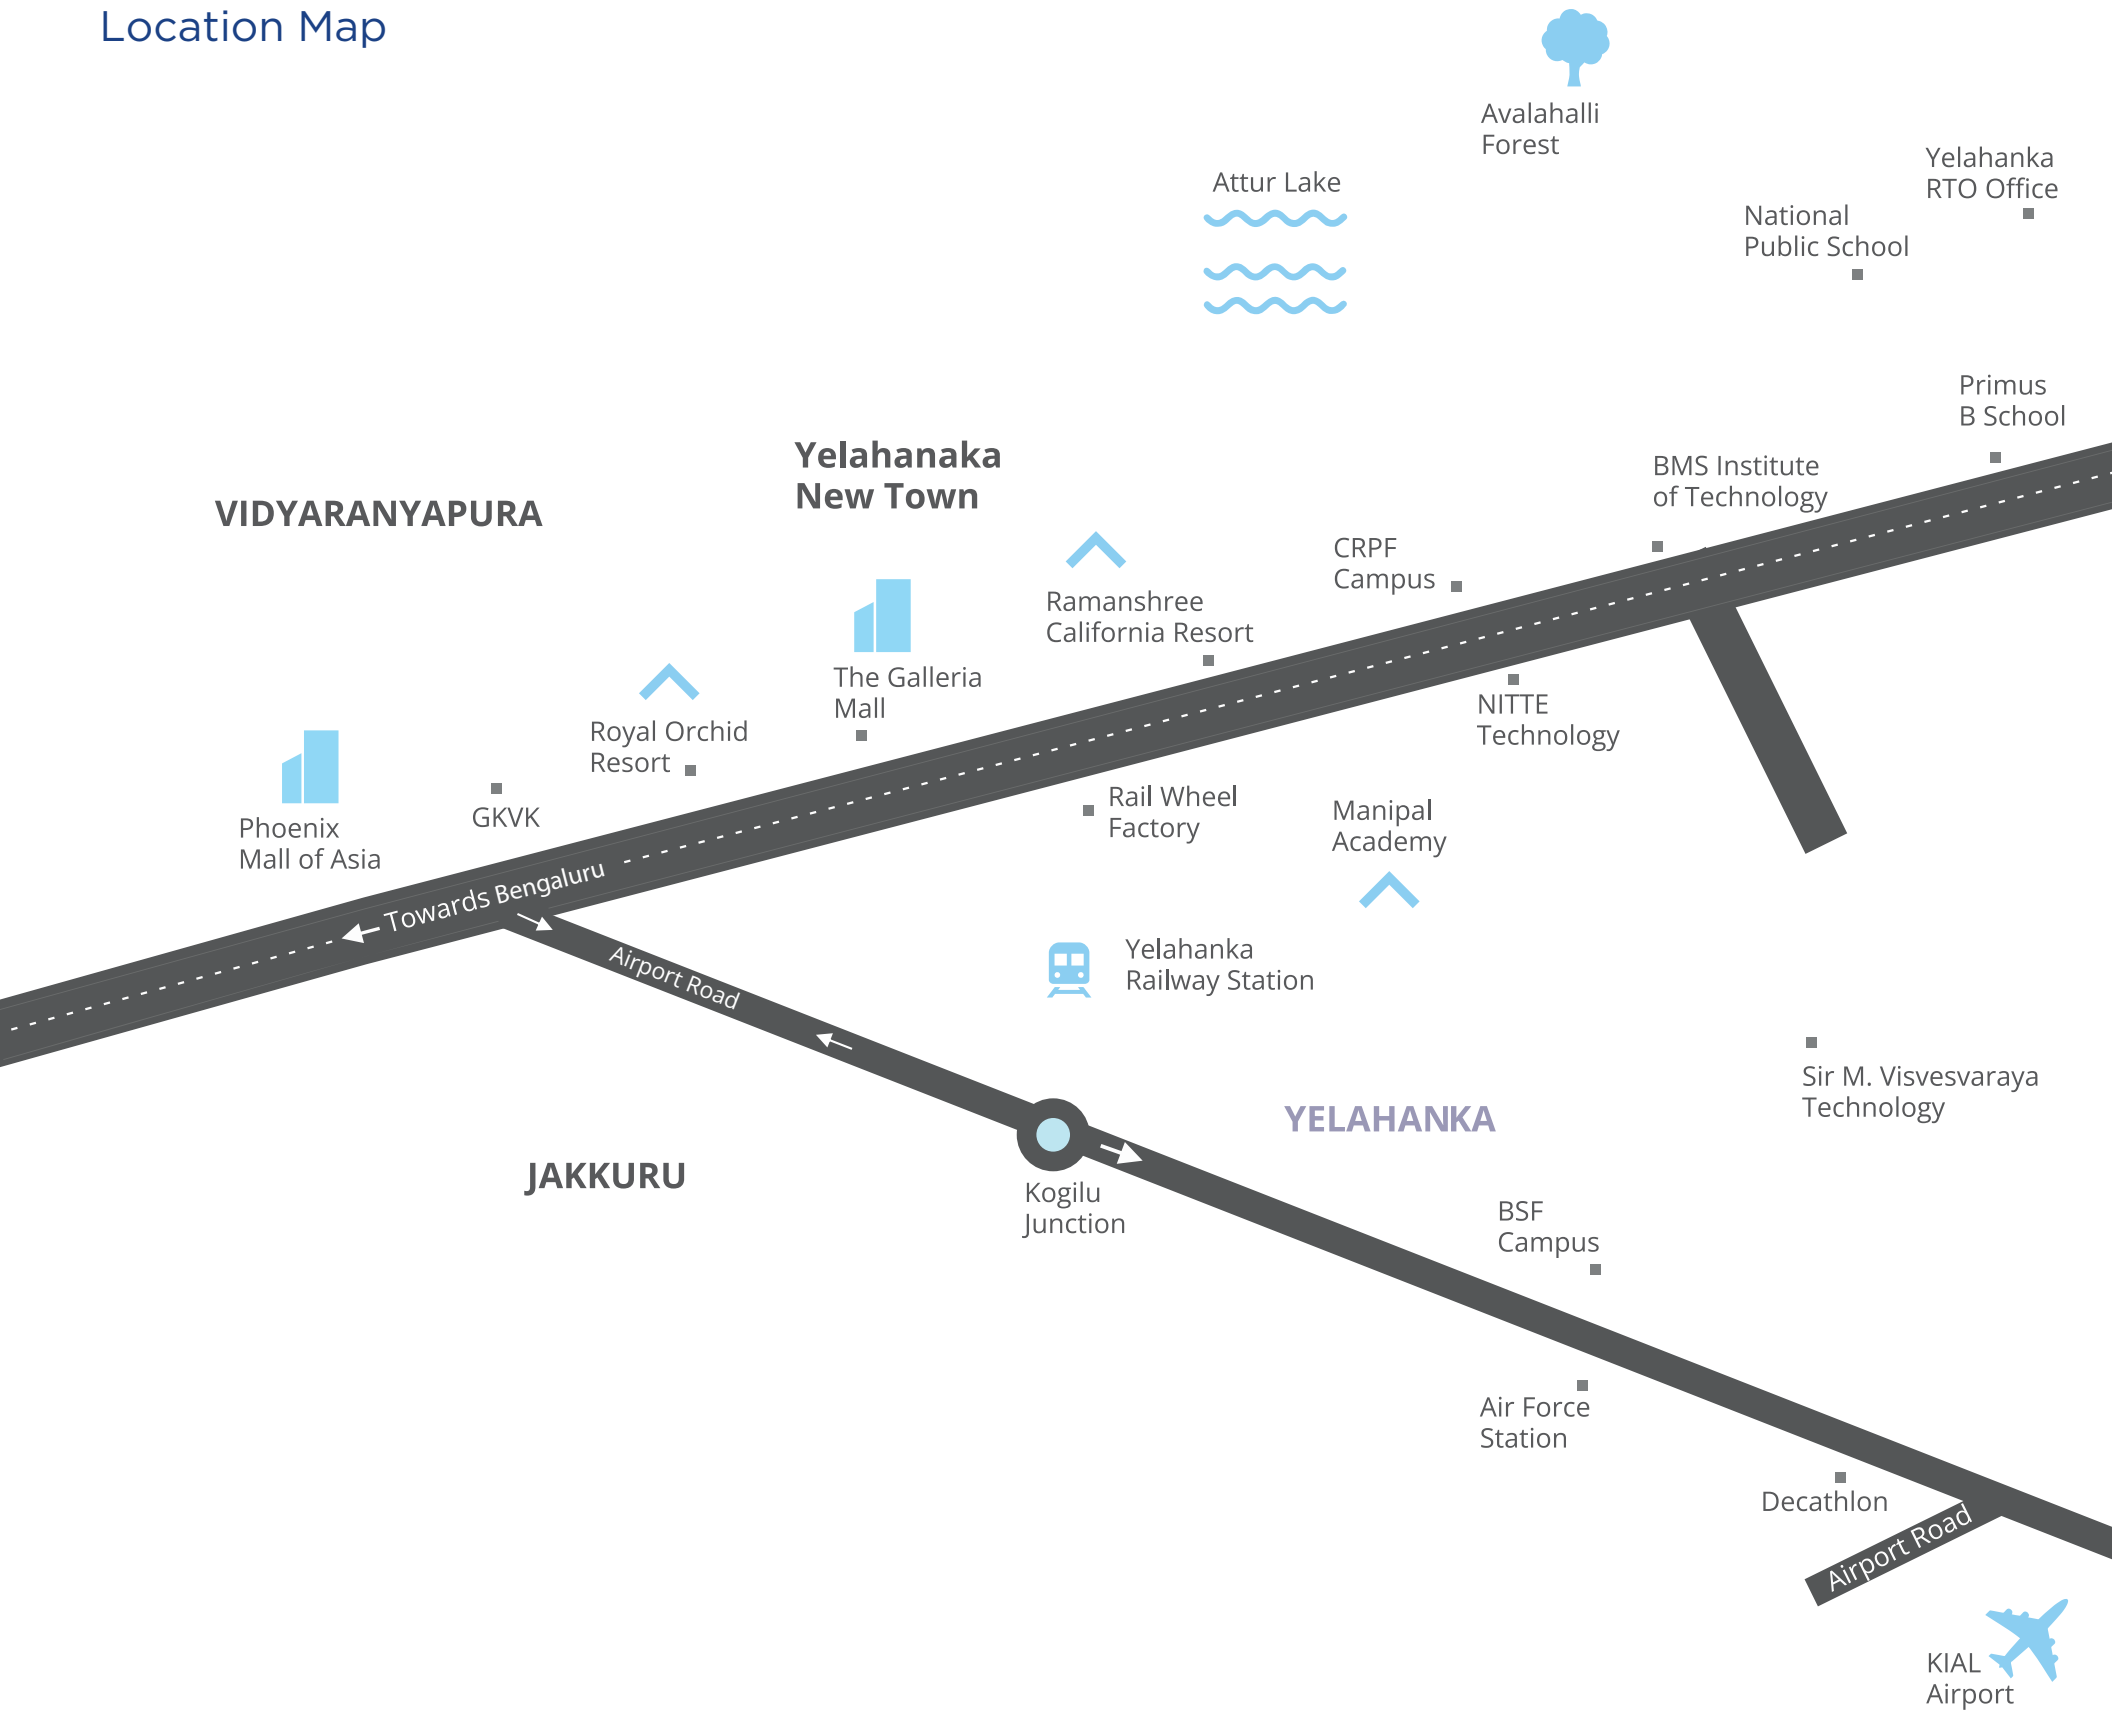 Location Map
Avalahalli
Forest
Yelahanka
RTO Office
Attur Lake
National
Public School
Primus
B School
Yelahanaka
New Town
BMS Institute
of Technology
VIDYARANYAPURA
CRPF
Campus
Ramanshree
California Resort
The Galleria
Mall
NITTE
Technology
Royal Orchid
Resort
GKVK
Phoenix
Mall of Asia
Rail Wheel
Factory
Manipal
Academy
Towards Bengaluru
Airport Road
Yelahanka
Railway Station
Sir M. Visvesvaraya
Technology
YELAHANKA
JAKKURU
Kogilu
Junction
BSF
Campus
Air Force
Station
Decathlon
Airport Road
KIAL
Airport